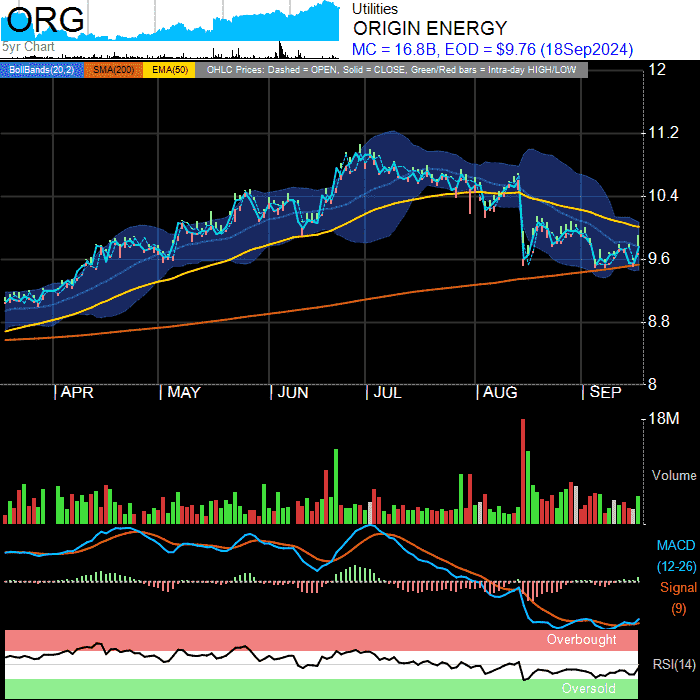 ORG
5yr Chart
Utilities
ORIGIN ENERGY
MC = 16.8B, EOD = $9.76 (18Sep2024)
BollBands(20,2) SMA(200) EMA(50) OHLC Prices: Dashed = OPEN, Solid = CLOSE, Green/Red bars = Intra-day HIGH/LOW
12
11.2
10.4
9.6
8.8
8
APR MAY JUN JUL AUG SEP
18M
Volume
MACD
(12-26)
Signal
(9)
Overbought
RSI(14)
Oversold